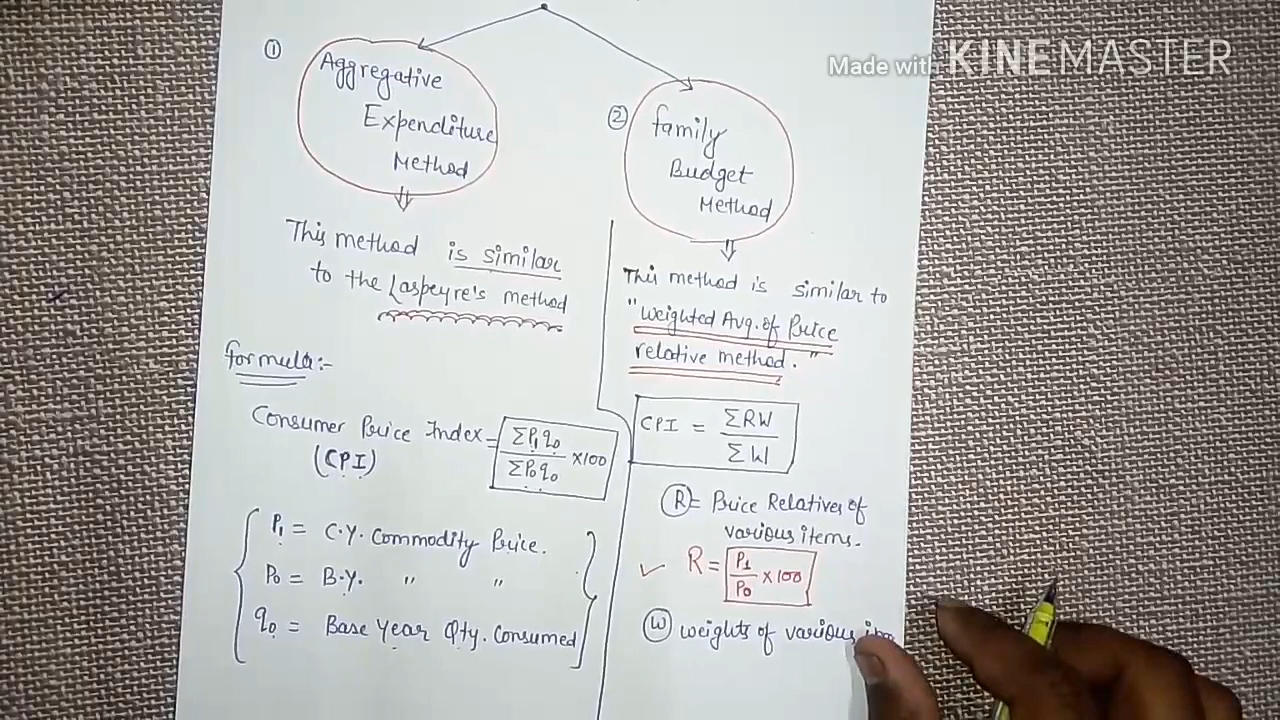 Made with KINEMASTER
①
Aggregative
Expenditure
Method
This method is similar
to the Laspeyre's method
formula:-
Consumer Price Index = ΣP₁q₀ / ΣP₀q₀ ×100
(CPI)
P₁ = C.Y. Commodity Price.
P₀ = B.Y. " "
q₀ = Base Year Qty. Consumed
②
family
Budget
Method
This method is similar to
"Weighted Avg. of Price
relative method."
CPI = ΣRW / ΣW
R = Price Relatives of
various items.
✓ R = P₁ / P₀ ×100
W weights of various